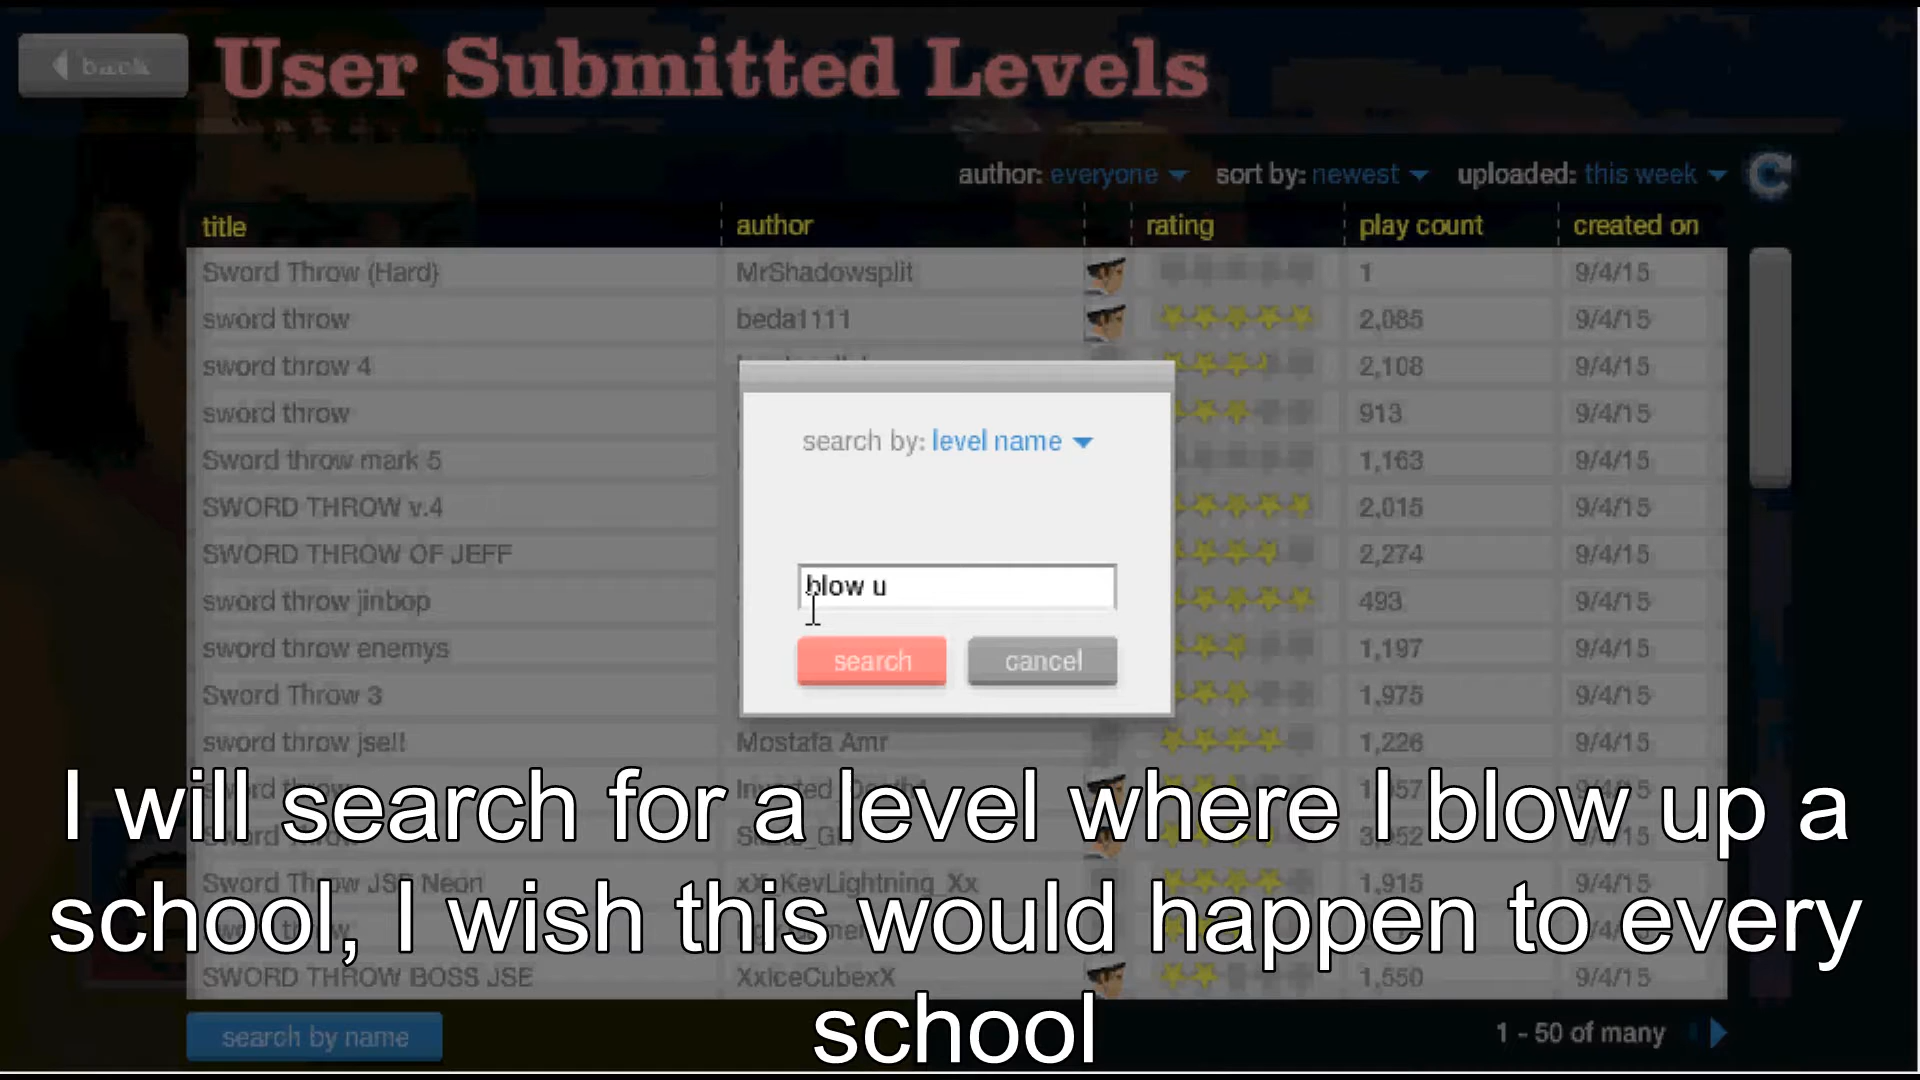 back
User Submitted Levels
author: everyone sort by: newest uploaded: this week
title author rating play count created on
Sword Throw (Hard) MrShadowsplit 1 9/4/15
sword throw beda1111 2,085 9/4/15
sword throw 4 2,108 9/4/15
sword throw 913 9/4/15
search by: level name
Sword throw mark 5 1,163 9/4/15
SWORD THROW v.4 2,015 9/4/15
SWORD THROW OF JEFF 2,274 9/4/15
blow u
sword throw jinbop 493 9/4/15
sword throw enemys 1,197 9/4/15
search cancel
Sword Throw 3 1,975 9/4/15
sword throw jse!! Mostafa Amr 1,226 9/4/15
I will search for a level where I blow up a
Sword Throw JSE Neon xX_KevLightning_Xx 1,915 9/4/15
school, I wish this would happen to every
SWORD THROW BOSS JSE XxIceCubexX 1,550 9/4/15
school
search by name 1 - 50 of many